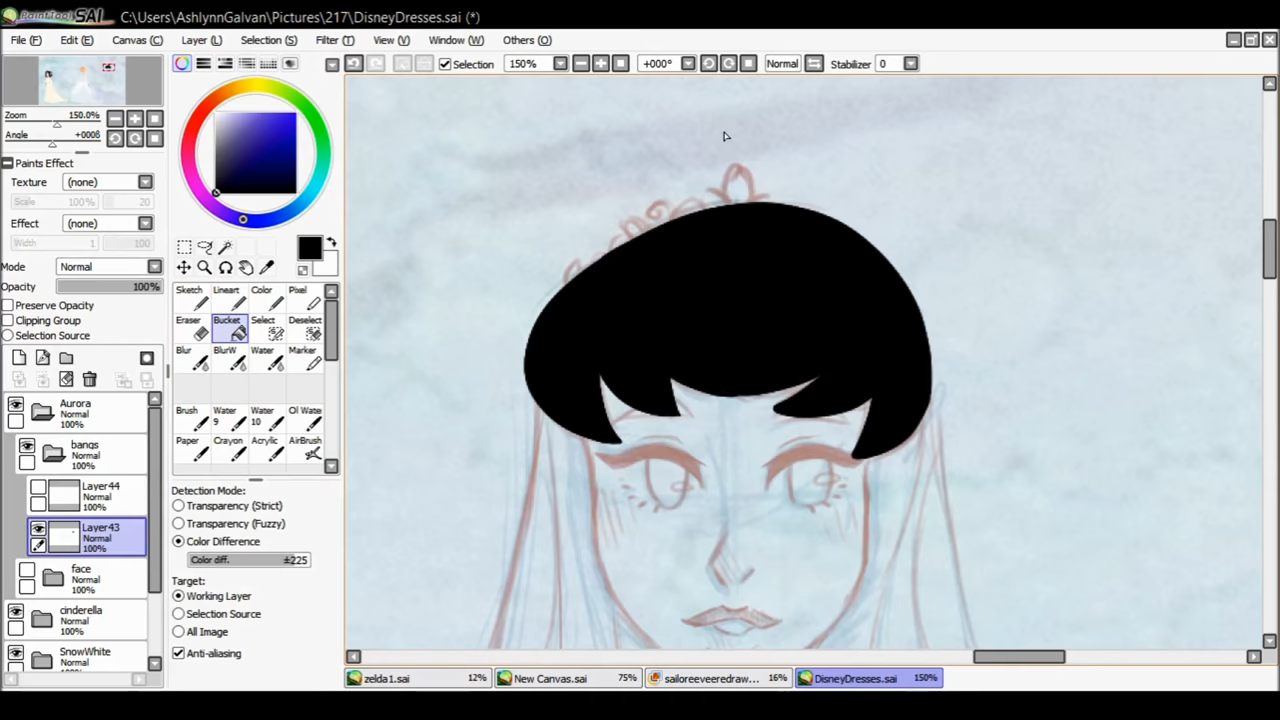 PaintTool SAI C:\Users\AshlynnGalvan\Pictures\217\DisneyDresses.sai (*)
File (F) Edit (E) Canvas (C) Layer (L) Selection (S) Filter (T) View (V) Window (W) Others (O)
Selection 150% +000° Normal Stabilizer 0
Zoom 150.0%
Angle +000θ
Paints Effect
Texture (none)
Scale 100% 20
Effect (none)
Width 1 100
Mode Normal
Opacity 100%
Preserve Opacity
Clipping Group
Selection Source
Aurora
Normal
100%
bangs
Normal
100%
Layer44
Normal
100%
Layer43
Normal
100%
face
Normal
100%
cinderella
Normal
100%
SnowWhite
Normal
100%
Sketch Lineart Color Pixel
Eraser Bucket Select Deselect
Blur BlurW Water Marker
Brush Water 9 Water 10 Ol Wate
Paper Crayon Acrylic AirBrush
Detection Mode:
Transparency (Strict)
Transparency (Fuzzy)
Color Difference
Color diff. ±225
Target:
Working Layer
Selection Source
All Image
Anti-aliasing
zelda1.sai 12% New Canvas.sai 75% sailoreeveeredraw... 16% DisneyDresses.sai 150%